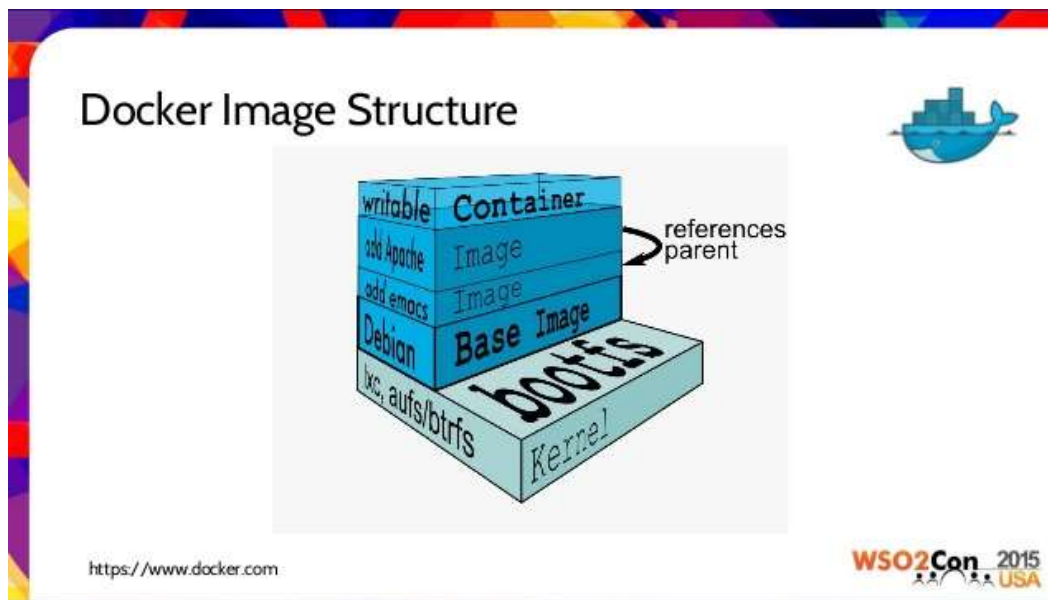 Docker Image Structure
writable Container
add Apache Image
references
parent
add emacs Image
Debian Base Image
bootfs
lxc, aufs/btrfs
Kernel
https://www.docker.com
WSO2Con 2015
USA